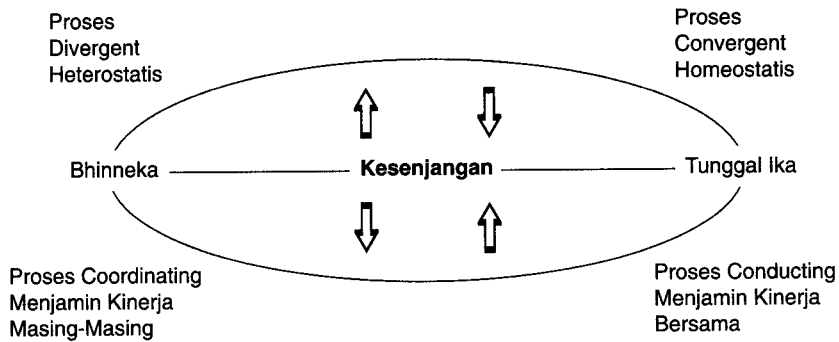 Proses
Divergent
Heterostatis
Proses
Convergent
Homeostatis
Bhinneka
Kesenjangan
Tunggal Ika
Proses Coordinating
Menjamin Kinerja
Masing-Masing
Proses Conducting
Menjamin Kinerja
Bersama